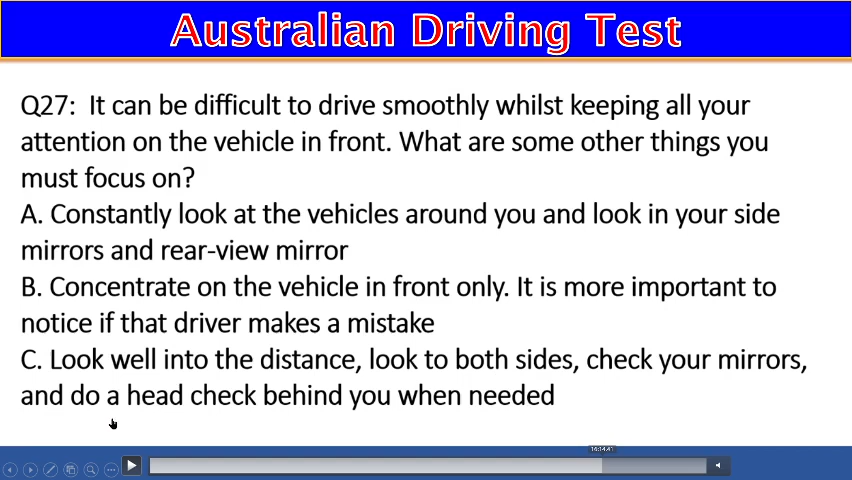 Australian Driving Test
Q27:  It can be difficult to drive smoothly whilst keeping all your
attention on the vehicle in front. What are some other things you
must focus on?
A. Constantly look at the vehicles around you and look in your side
mirrors and rear-view mirror
B. Concentrate on the vehicle in front only. It is more important to
notice if that driver makes a mistake
C. Look well into the distance, look to both sides, check your mirrors,
and do a head check behind you when needed
16:14.41